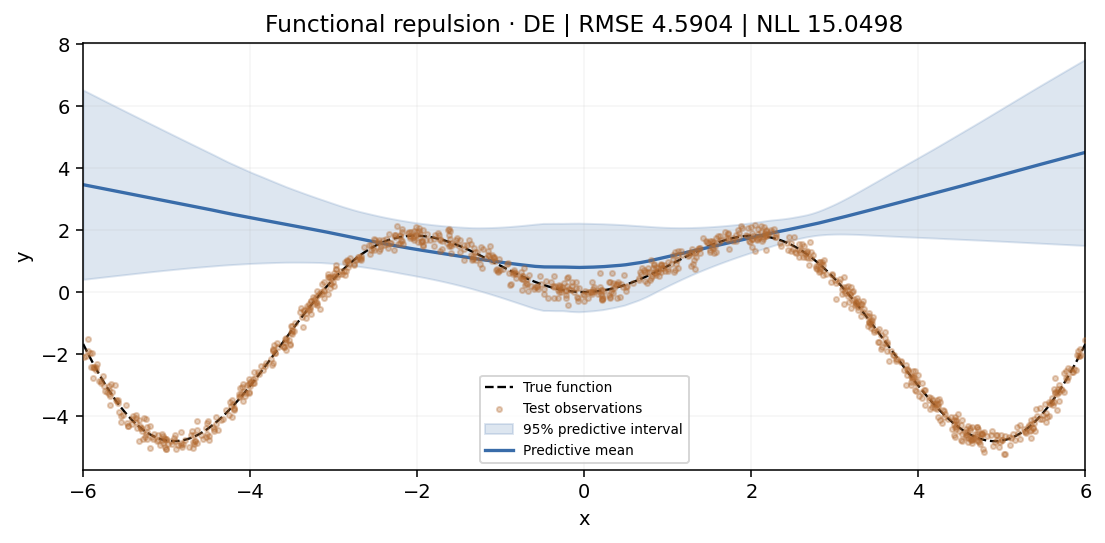 Functional repulsion · DE | RMSE 4.5904 | NLL 15.0498
8
6
4
2
0
−2
−4
y
True function
Test observations
95% predictive interval
Predictive mean
−6
−4
−2
0
2
4
6
x